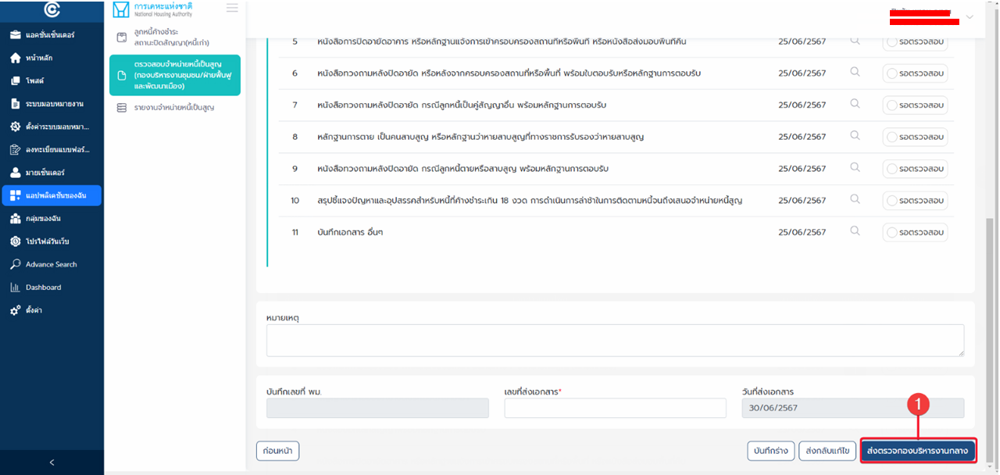 แอคชั่นเซ็นเตอร์
หน้าหลัก
โพสต์
ระบบมอบหมายงาน
ตั้งค่าระบบมอบหมา...
ลงทะเบียนแบบฟอร์...
มายเซ็นเตอร์
แอปพลิเคชันของฉัน
กลุ่มของฉัน
โปรไฟล์วันเว็บ
Advance Search
Dashboard
ตั้งค่า
การเคหะแห่งชาติ
National Housing Authority
ลูกหนี้ค้างชำระ
สถานะปิดสัญญา(หนี้เก่า)
ตรวจสอบจำหน่ายหนี้เป็นสูญ
(กองบริหารงานชุมชน/ฝ่ายฟื้นฟู
และพัฒนาเมือง)
รายงานจำหน่ายหนี้เป็นสูญ
5 หนังสือการปิดอายัดอาคาร หรือหลักฐานแจ้งการเข้าครอบครองสถานที่หรือพื้นที่ หรือหนังสือส่งมอบพื้นที่คืน 25/06/2567 รอตรวจสอบ
6 หนังสือทวงถามหลังปิดอายัด หรือหลังจากครอบครองสถานที่หรือพื้นที่ พร้อมใบตอบรับหรือหลักฐานการตอบรับ 25/06/2567 รอตรวจสอบ
7 หนังสือทวงถามหลังปิดอายัด กรณีลูกหนี้เป็นคู่สัญญาอื่น พร้อมหลักฐานการตอบรับ 25/06/2567 รอตรวจสอบ
8 หลักฐานการตาย เป็นคนสาบสูญ หรือหลักฐานว่าหายสาบสูญที่ทางราชการรับรองว่าหายสาบสูญ 25/06/2567 รอตรวจสอบ
9 หนังสือทวงถามหลังปิดอายัด กรณีลูกหนี้ตายหรือสาบสูญ พร้อมหลักฐานการตอบรับ 25/06/2567 รอตรวจสอบ
10 สรุปชี้แจงปัญหาและอุปสรรคสำหรับหนี้ที่ค้างชำระเกิน 18 งวด การดำเนินการล่าช้าในการติดตามหนี้จนถึงเสนอจำหน่ายหนี้สูญ 25/06/2567 รอตรวจสอบ
11 บันทึกเอกสาร อื่นๆ 25/06/2567 รอตรวจสอบ
หมายเหตุ
บันทึกเลขที่ พม. เลขที่ส่งเอกสาร* วันที่ส่งเอกสาร
30/06/2567
1
ก่อนหน้า บันทึกร่าง ส่งกลับแก้ไข ส่งตรวจกองบริหารงานกลาง